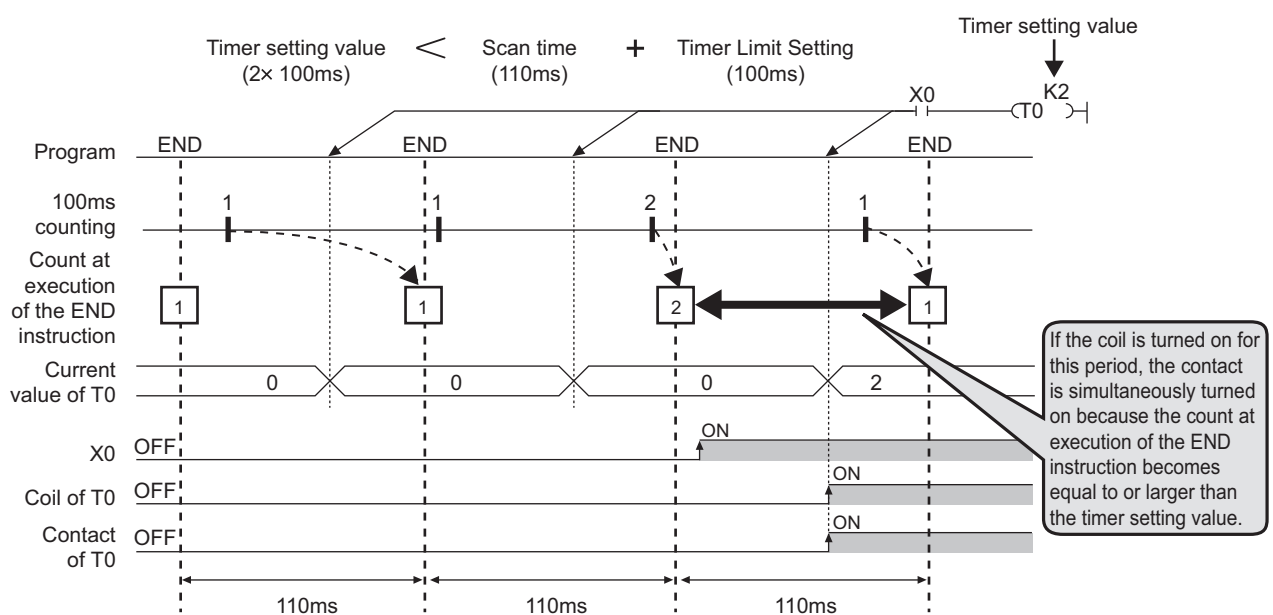 Timer setting value
Timer setting value < Scan time + Timer Limit Setting
(2× 100ms) (110ms) (100ms)
X0 K2
T0
Program END END END END
100ms
counting
1 1 2 1
Count at
execution
of the END
instruction
1 1 2 1
Current
value of T0
0 0 0 2
X0 OFF ON
Coil of T0 OFF ON
Contact
of T0
OFF ON
If the coil is turned on for
this period, the contact
is simultaneously turned
on because the count at
execution of the END
instruction becomes
equal to or larger than
the timer setting value.
110ms 110ms 110ms